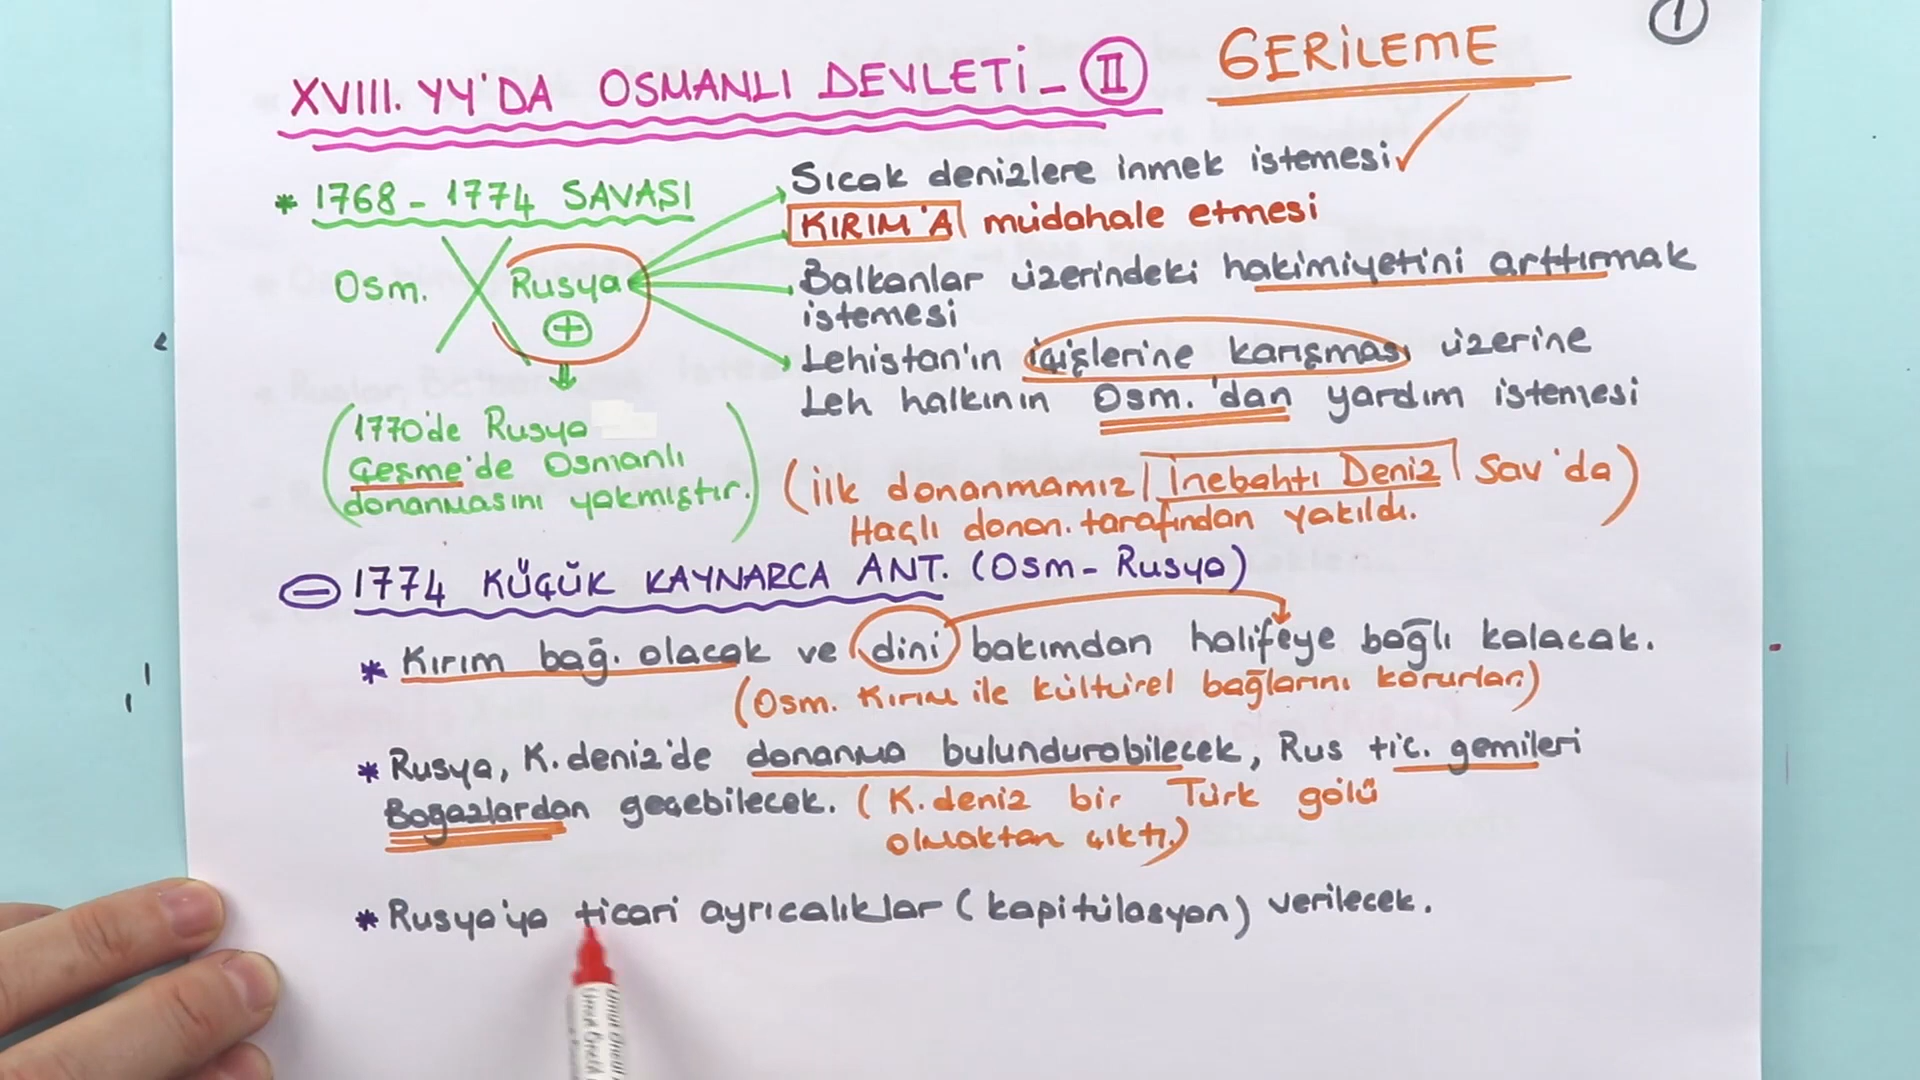 1
XVIII. YY'DA OSMANLI DEVLETİ - II
GERİLEME
* 1768 - 1774 SAVAŞI
Osm. Rusya
+
(1770'de Rusya
Çeşme'de Osmanlı
donanmasını yakmıştır.)
Sıcak denizlere inmek istemesi
KIRIM'A müdahale etmesi
Balkanlar üzerindeki hakimiyetini arttırmak
istemesi
Lehistan'ın içişlerine karışması üzerine
Leh halkının Osm.'dan yardım istemesi
(İlk donanmamız İnebahtı Deniz Sav'da)
Haçlı donan. tarafından yakıldı.
- 1774 KÜÇÜK KAYNARCA ANT. (Osm - Rusya)
* Kırım bağ. olacak ve dini bakımdan halifeye bağlı kalacak.
(Osm. Kırım ile kültürel bağlarını korurlar)
* Rusya, K.deniz'de donanma bulundurabilecek, Rus tic. gemileri
Boğazlardan geçebilecek. (K.deniz bir Türk gölü
olmaktan çıktı.)
* Rusya'ya ticari ayrıcalıklar (kapitülasyon) verilecek.